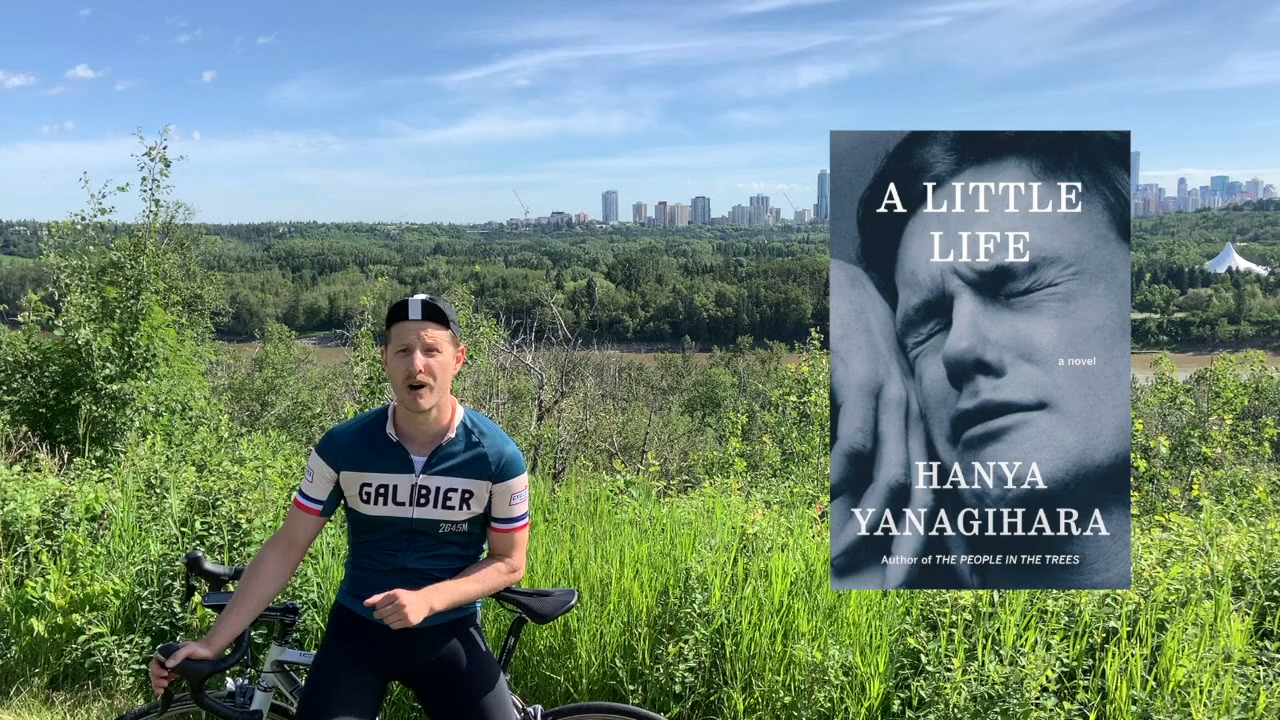 GALIBIER
2645M
A LITTLE
LIFE
a novel
HANYA
YANAGIHARA
Author of THE PEOPLE IN THE TREES